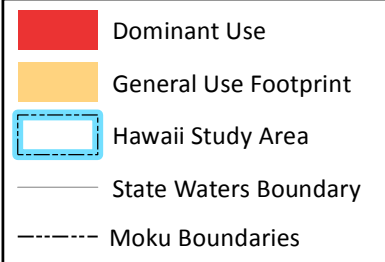 Dominant Use
General Use Footprint
Hawaii Study Area
State Waters Boundary
Moku Boundaries